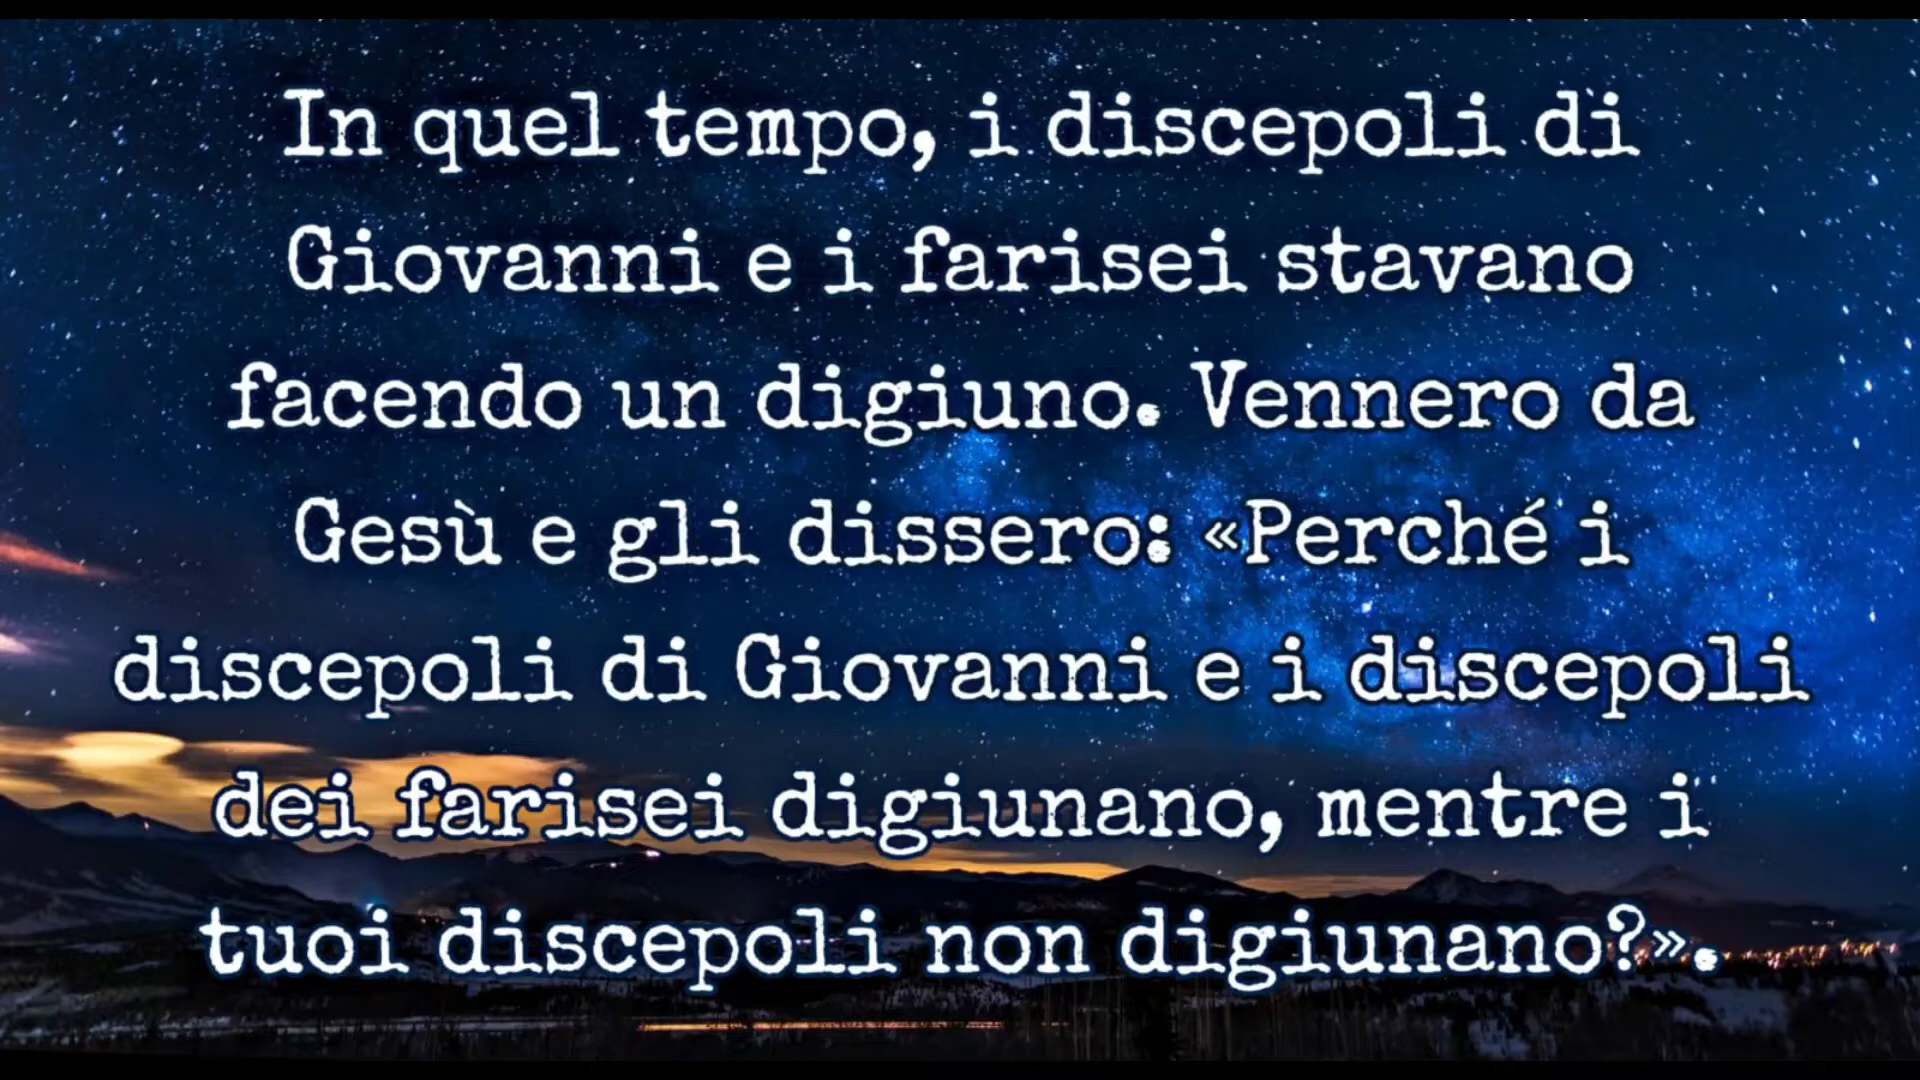 In quel tempo, i discepoli di
Giovanni e i farisei stavano
facendo un digiuno. Vennero da
Gesù e gli dissero: «Perché i
discepoli di Giovanni e i discepoli
dei farisei digiunano, mentre i
tuoi discepoli non digiunano?».